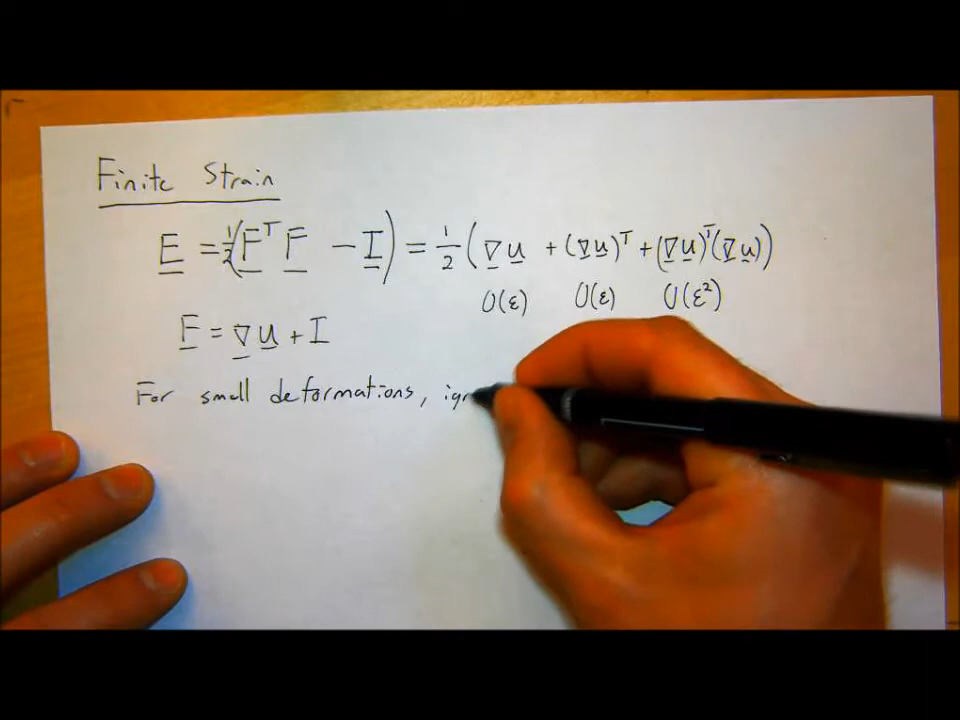 Finite Strain
E = ½(FᵀF − I) = ½(∇u + (∇u)ᵀ + (∇u)ᵀ(∇u))
O(ε) O(ε) O(ε²)
F = ∇u + I
For small deformations,